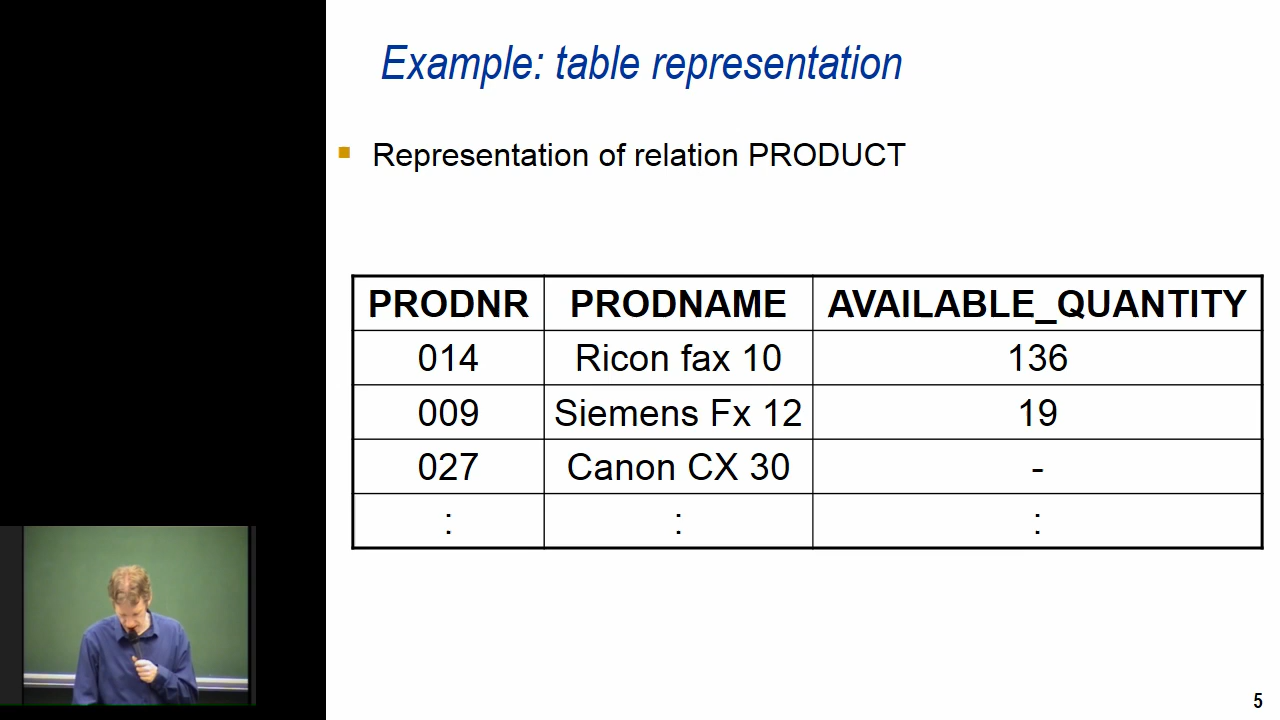 Example: table representation
Representation of relation PRODUCT
PRODNR PRODNAME AVAILABLE_QUANTITY
014 Ricon fax 10 136
009 Siemens Fx 12 19
027 Canon CX 30 -
: : :
5